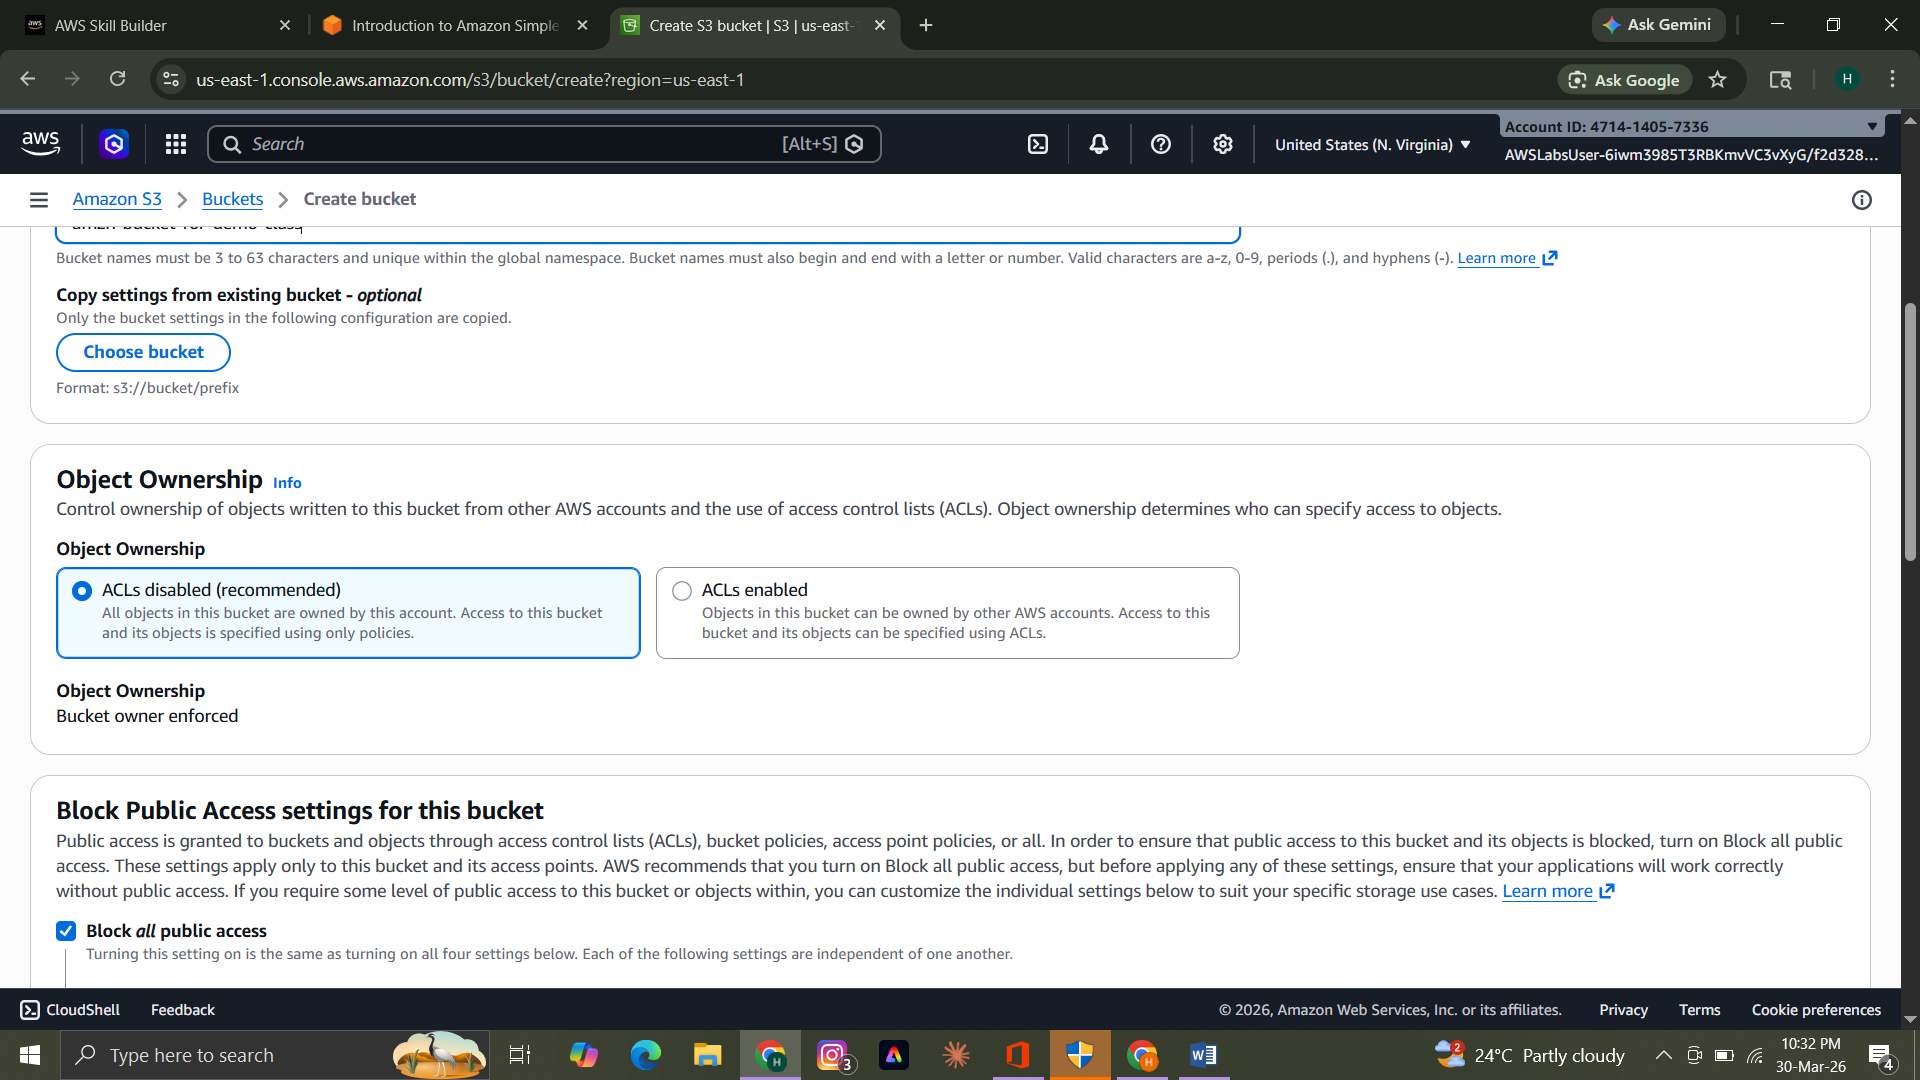 AWS Skill Builder
Introduction to Amazon Simple
Create S3 bucket | S3 | us-east-
Ask Gemini
us-east-1.console.aws.amazon.com/s3/bucket/create?region=us-east-1
Ask Google
H
aws
Search
[Alt+S]
United States (N. Virginia)
Account ID: 4714-1405-7336
AWSLabsUser-6iwm3985T3RBKmvVC3vXyG/f2d328...
Amazon S3
Buckets
Create bucket
amzn-bucket-for-demo-class
Bucket names must be 3 to 63 characters and unique within the global namespace. Bucket names must also begin and end with a letter or number. Valid characters are a-z, 0-9, periods (.), and hyphens (-). Learn more
Copy settings from existing bucket - optional
Only the bucket settings in the following configuration are copied.
Choose bucket
Format: s3://bucket/prefix
Object Ownership Info
Control ownership of objects written to this bucket from other AWS accounts and the use of access control lists (ACLs). Object ownership determines who can specify access to objects.
Object Ownership
ACLs disabled (recommended)
All objects in this bucket are owned by this account. Access to this bucket
and its objects is specified using only policies.
ACLs enabled
Objects in this bucket can be owned by other AWS accounts. Access to this
bucket and its objects can be specified using ACLs.
Object Ownership
Bucket owner enforced
Block Public Access settings for this bucket
Public access is granted to buckets and objects through access control lists (ACLs), bucket policies, access point policies, or all. In order to ensure that public access to this bucket and its objects is blocked, turn on Block all public
access. These settings apply only to this bucket and its access points. AWS recommends that you turn on Block all public access, but before applying any of these settings, ensure that your applications will work correctly
without public access. If you require some level of public access to this bucket or objects within, you can customize the individual settings below to suit your specific storage use cases. Learn more
Block all public access
Turning this setting on is the same as turning on all four settings below. Each of the following settings are independent of one another.
CloudShell
Feedback
© 2026, Amazon Web Services, Inc. or its affiliates.
Privacy
Terms
Cookie preferences
Type here to search
3
2
24°C Partly cloudy
10:32 PM
30-Mar-26
4